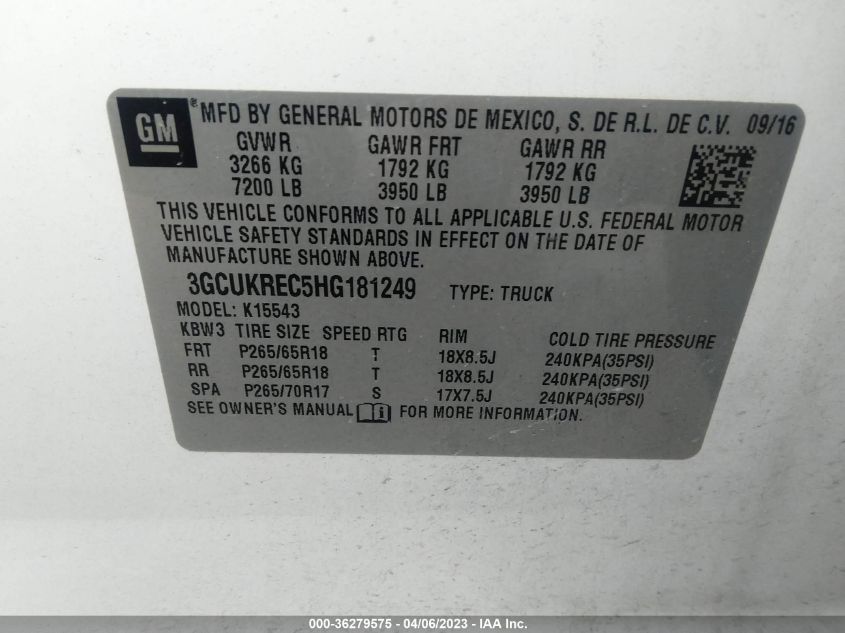 GM ® MFD BY GENERAL MOTORS DE MEXICO, S. DE R.L. DE C.V. 09/16
GVWR GAWR FRT GAWR RR
3266 KG 1792 KG 1792 KG
7200 LB 3950 LB 3950 LB
THIS VEHICLE CONFORMS TO ALL APPLICABLE U.S. FEDERAL MOTOR
VEHICLE SAFETY STANDARDS IN EFFECT ON THE DATE OF
MANUFACTURE SHOWN ABOVE.
3GCUKREC5HG181249 TYPE: TRUCK
MODEL: K15543
KBW3 TIRE SIZE SPEED RTG RIM COLD TIRE PRESSURE
FRT P265/65R18 T 18X8.5J 240KPA(35PSI)
RR P265/65R18 T 18X8.5J 240KPA(35PSI)
SPA P265/70R17 S 17X7.5J 240KPA(35PSI)
SEE OWNER'S MANUAL FOR MORE INFORMATION.
000-36279575 - 04/06/2023 - IAA Inc.